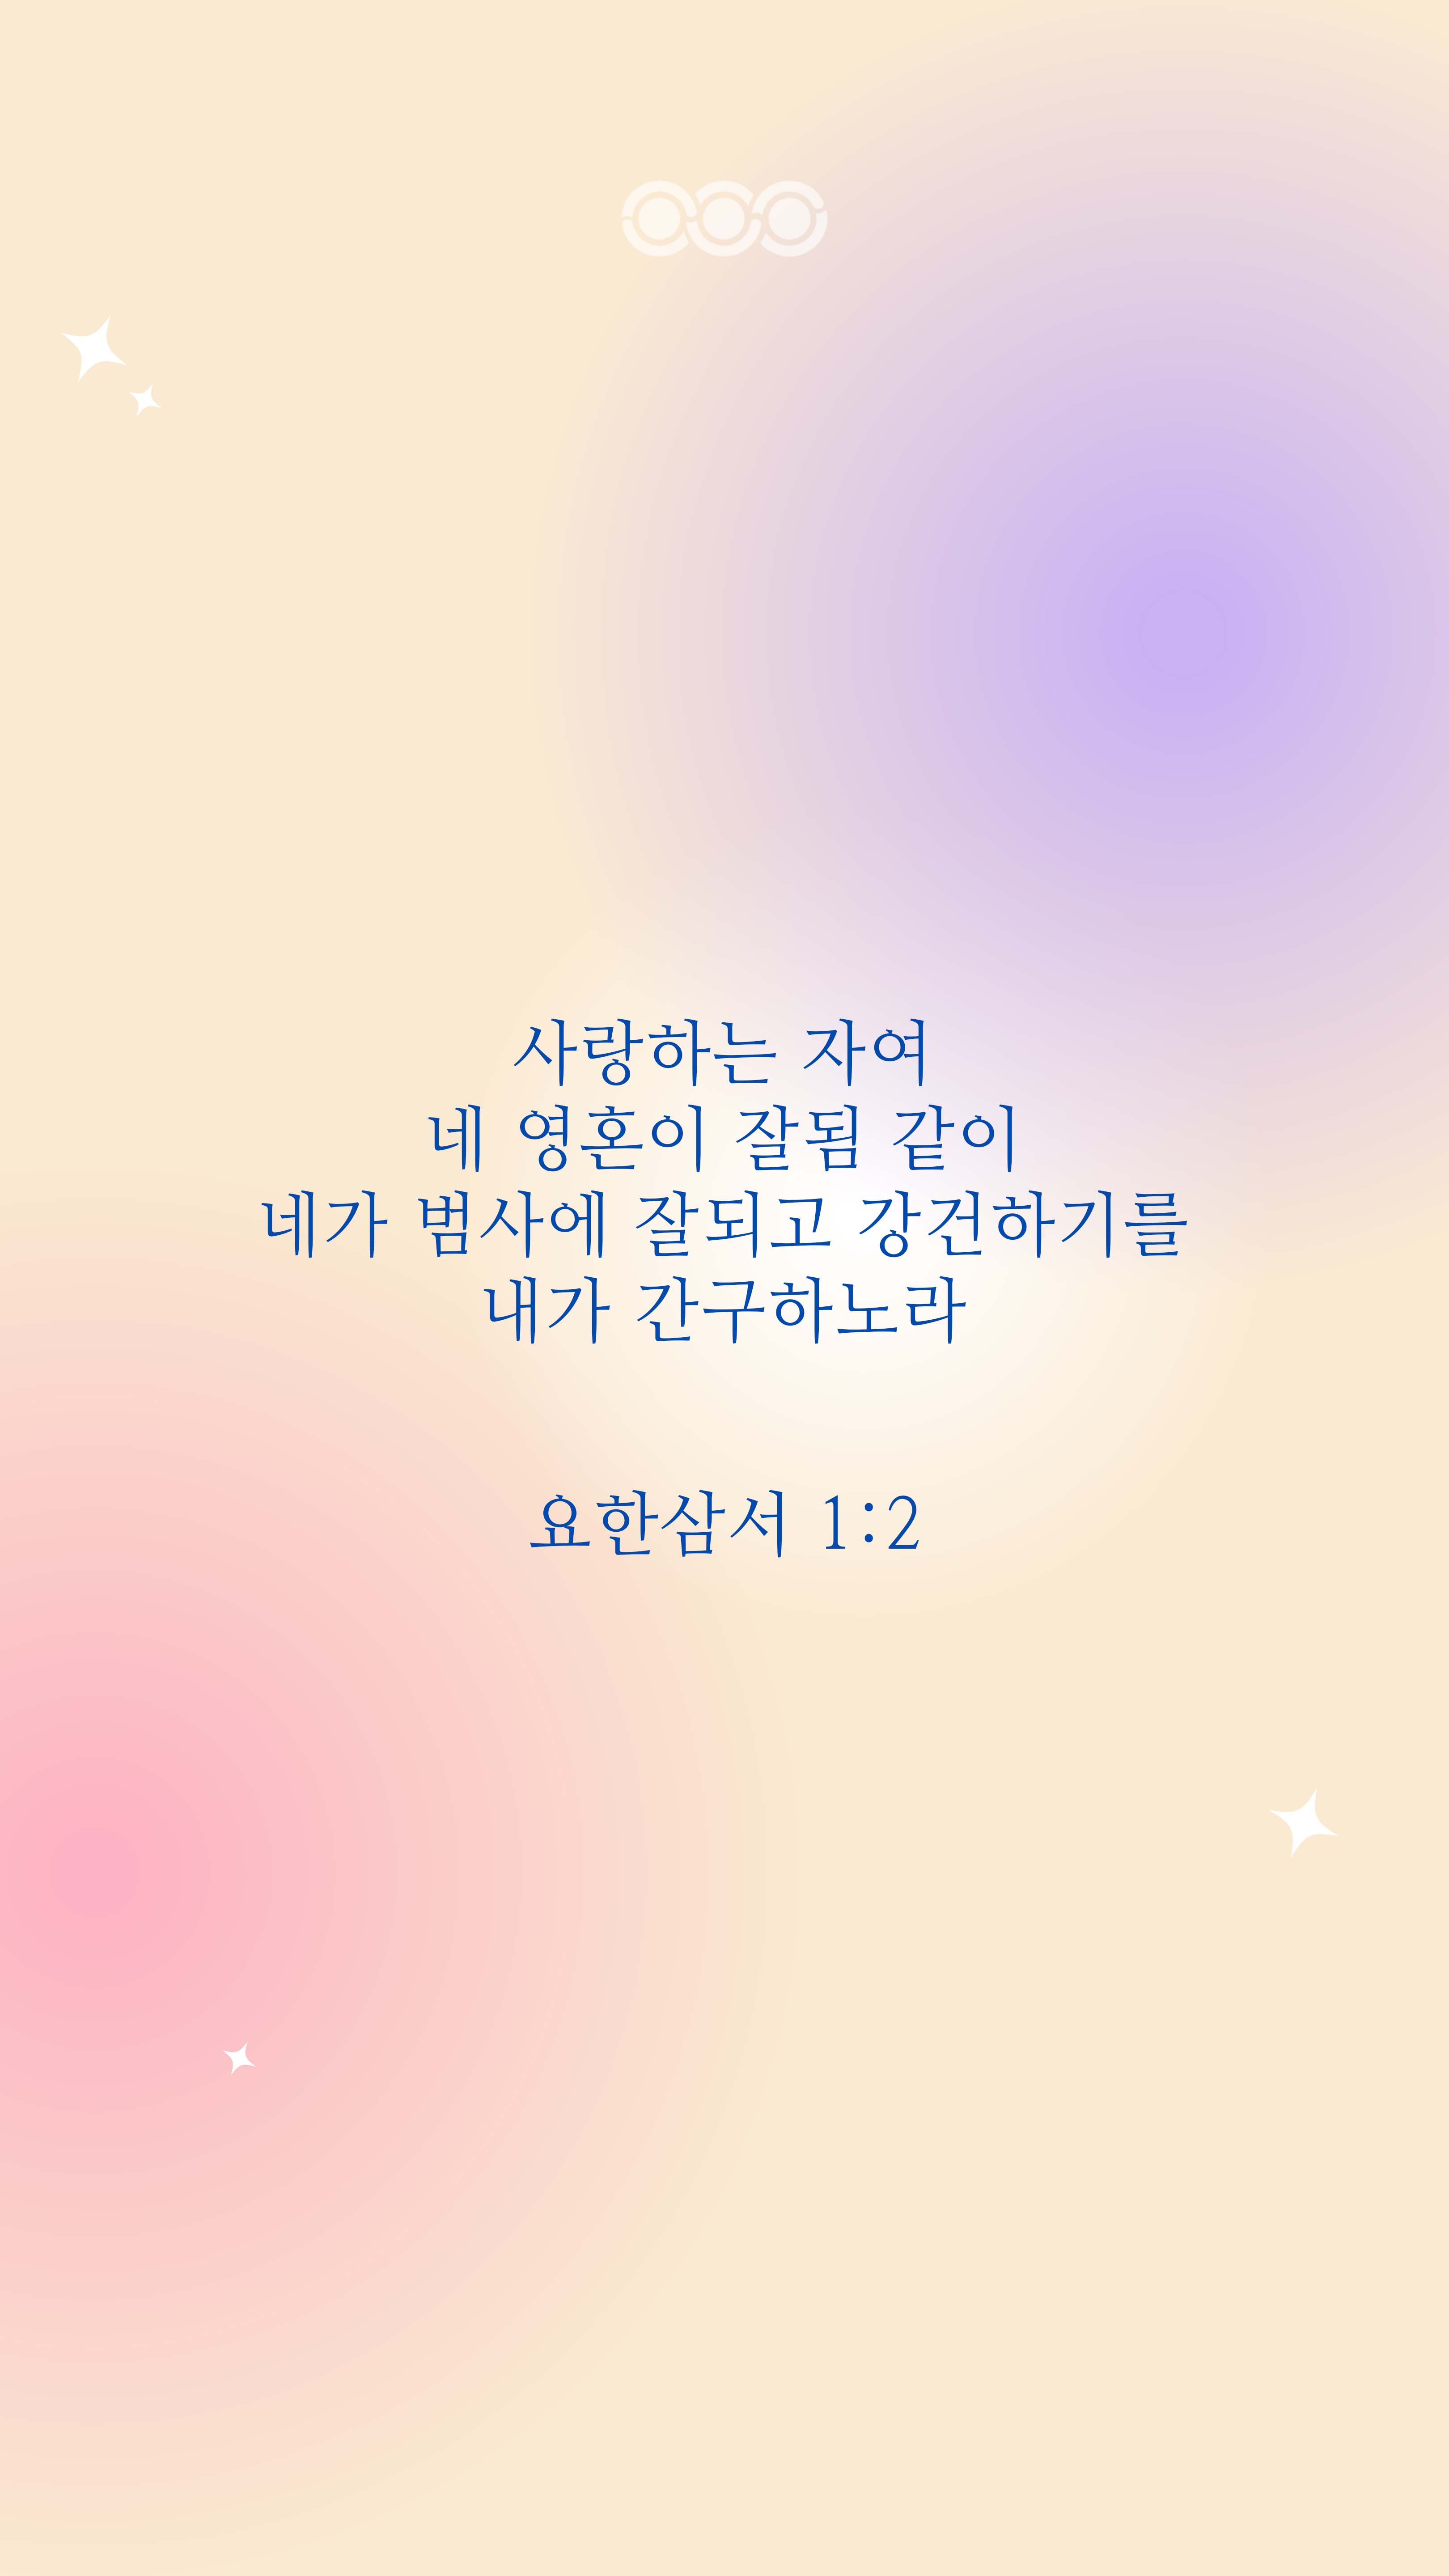 사랑하는 자여
네 영혼이 잘됨 같이
네가 범사에 잘되고 강건하기를
내가 간구하노라
요한삼서 1:2